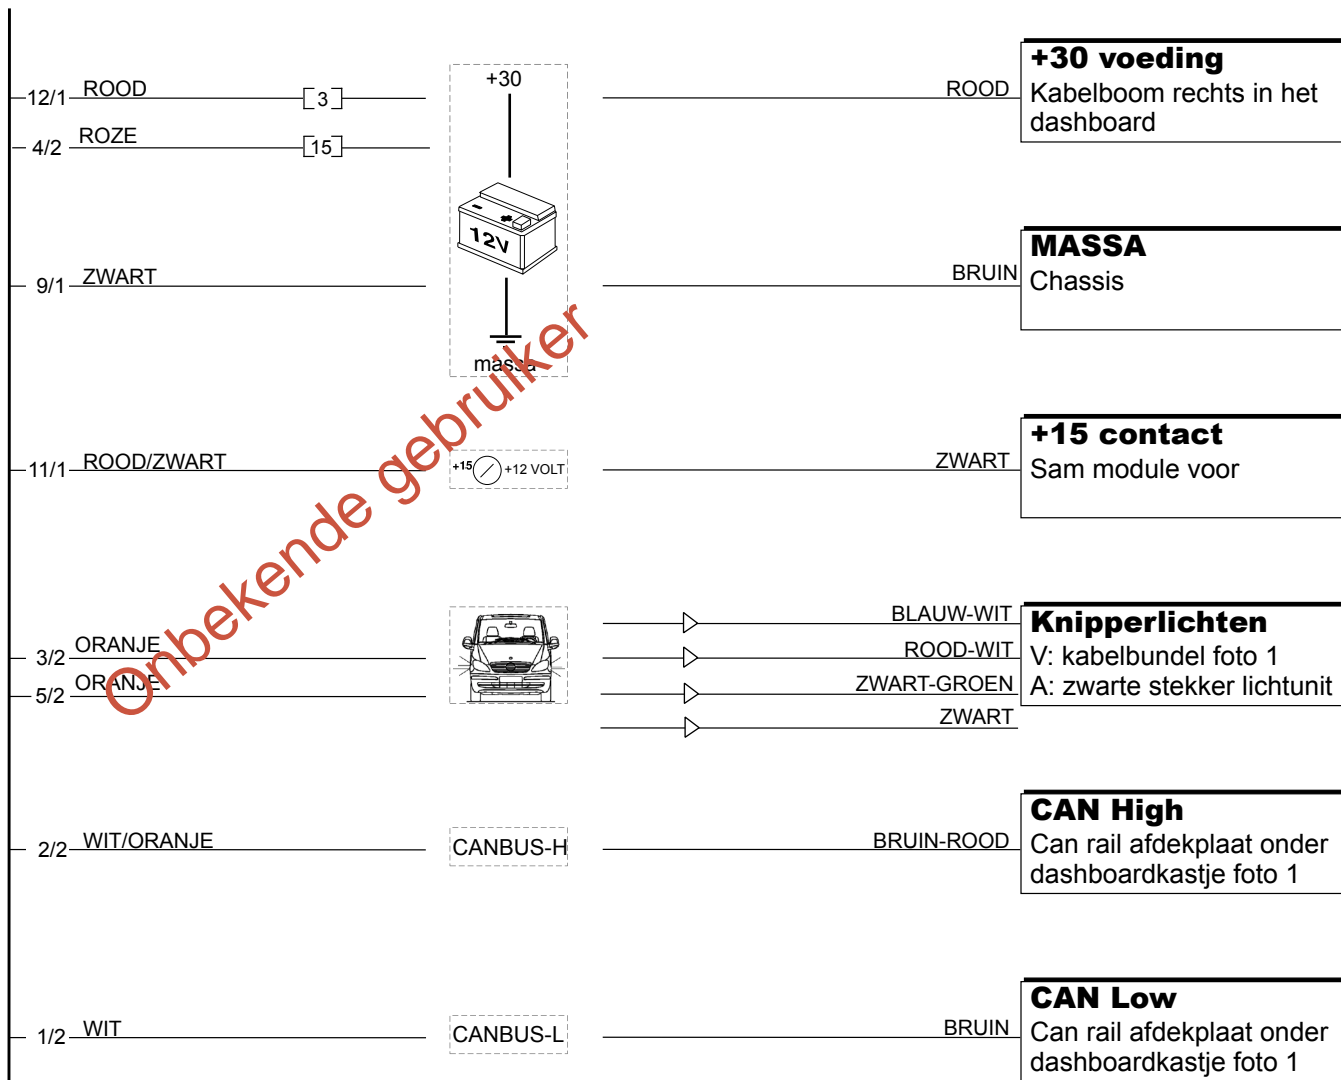 +30 voeding
Kabelboom rechts in het
dashboard
12/1 ROOD [3] +30 ROOD
4/2 ROZE [15]
12V
MASSA
Chassis
9/1 ZWART BRUIN
massa
+15 contact
Sam module voor
11/1 ROOD/ZWART +15 +12 VOLT ZWART
Onbekende gebruiker
Knipperlichten
V: kabelbundel foto 1
A: zwarte stekker lichtunit
BLAUW-WIT
3/2 ORANJE ROOD-WIT
5/2 ORANJE ZWART-GROEN
ZWART
CAN High
Can rail afdekplaat onder
dashboardkastje foto 1
2/2 WIT/ORANJE CANBUS-H BRUIN-ROOD
CAN Low
Can rail afdekplaat onder
dashboardkastje foto 1
1/2 WIT CANBUS-L BRUIN